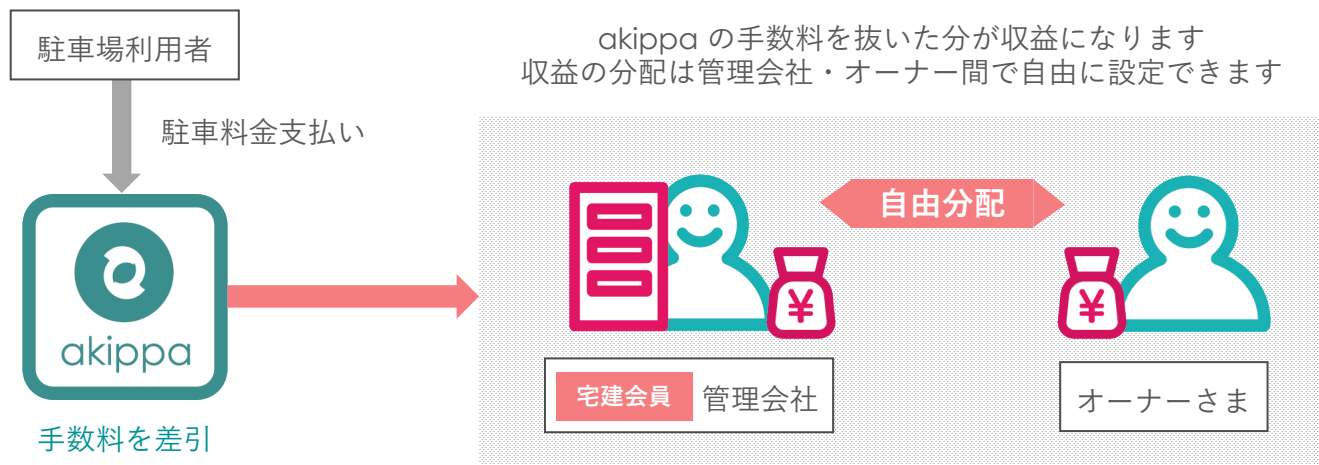 駐車場利用者
akippa の手数料を抜いた分が収益になります
収益の分配は管理会社・オーナー間で自由に設定できます
駐車料金支払い
自由分配
¥
¥
akippa
宅建会員 管理会社
オーナーさま
手数料を差引